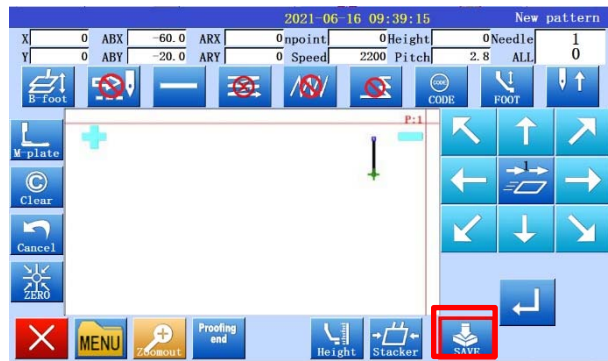 2021-06-16 09:39:15 New pattern
X 0 ABX -60.0 ARX 0 npoint 0 Height 0 Needle 1
Y 0 ABY -20.0 ARY 0 Speed 2200 Pitch 2.8 ALL 0
B-foot
CODE
CODE
FOOT
P:1
M-plate
C
Clear
Cancel
ZERO
1
MENU
Zoomout
Proofing
end
Height
Stacker
SAVE